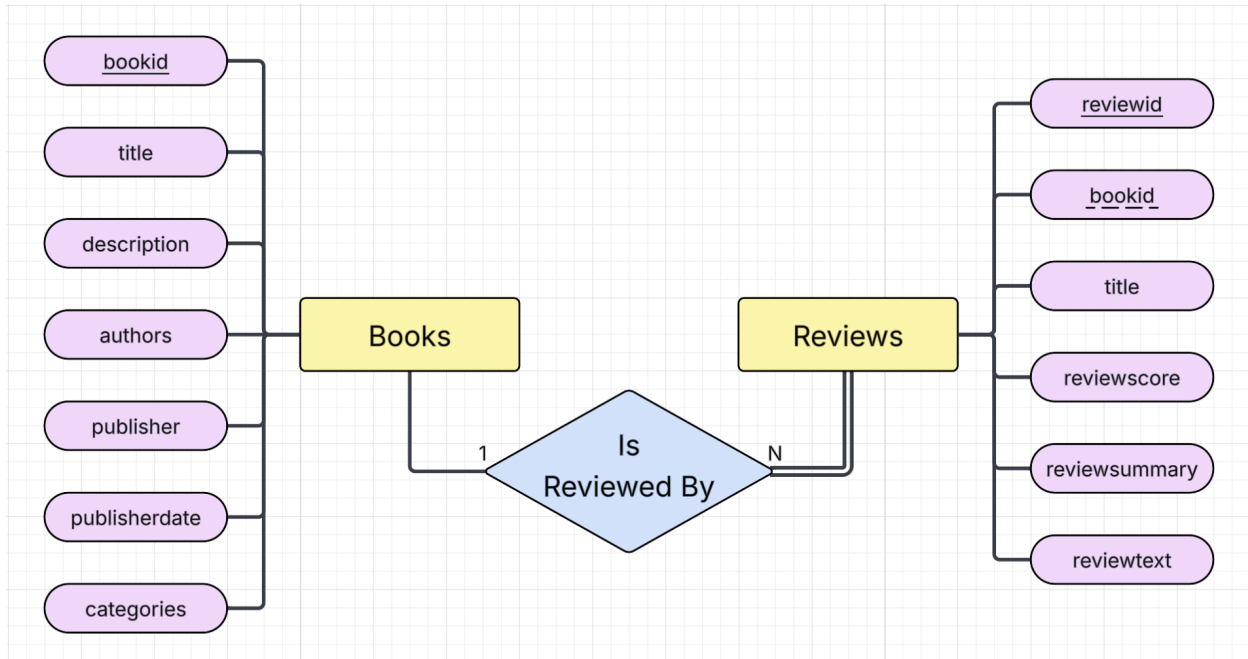 bookid
title
description
authors
publisher
publisherdate
categories
Books
1
Is
Reviewed By
N
Reviews
reviewid
bookid
title
reviewscore
reviewsummary
reviewtext